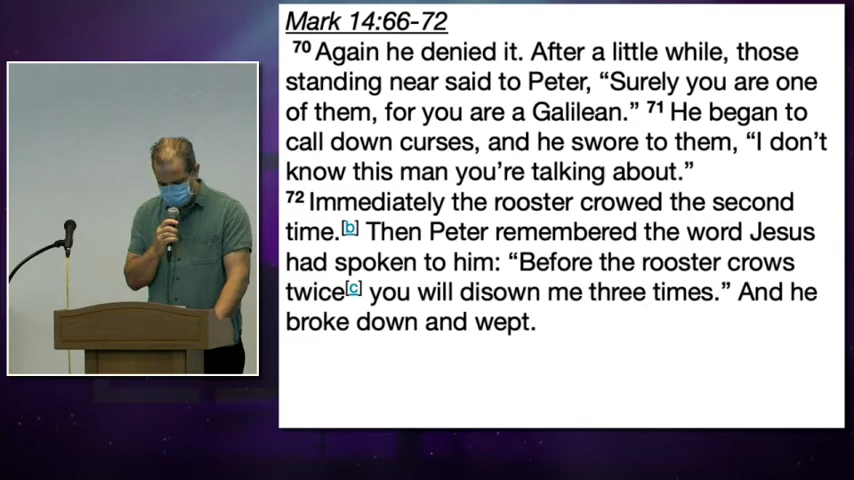 Mark 14:66-72
70 Again he denied it. After a little while, those
standing near said to Peter, “Surely you are one
of them, for you are a Galilean.” 71 He began to
call down curses, and he swore to them, “I don’t
know this man you’re talking about.”
72 Immediately the rooster crowed the second
time.[b] Then Peter remembered the word Jesus
had spoken to him: “Before the rooster crows
twice[c] you will disown me three times.” And he
broke down and wept.